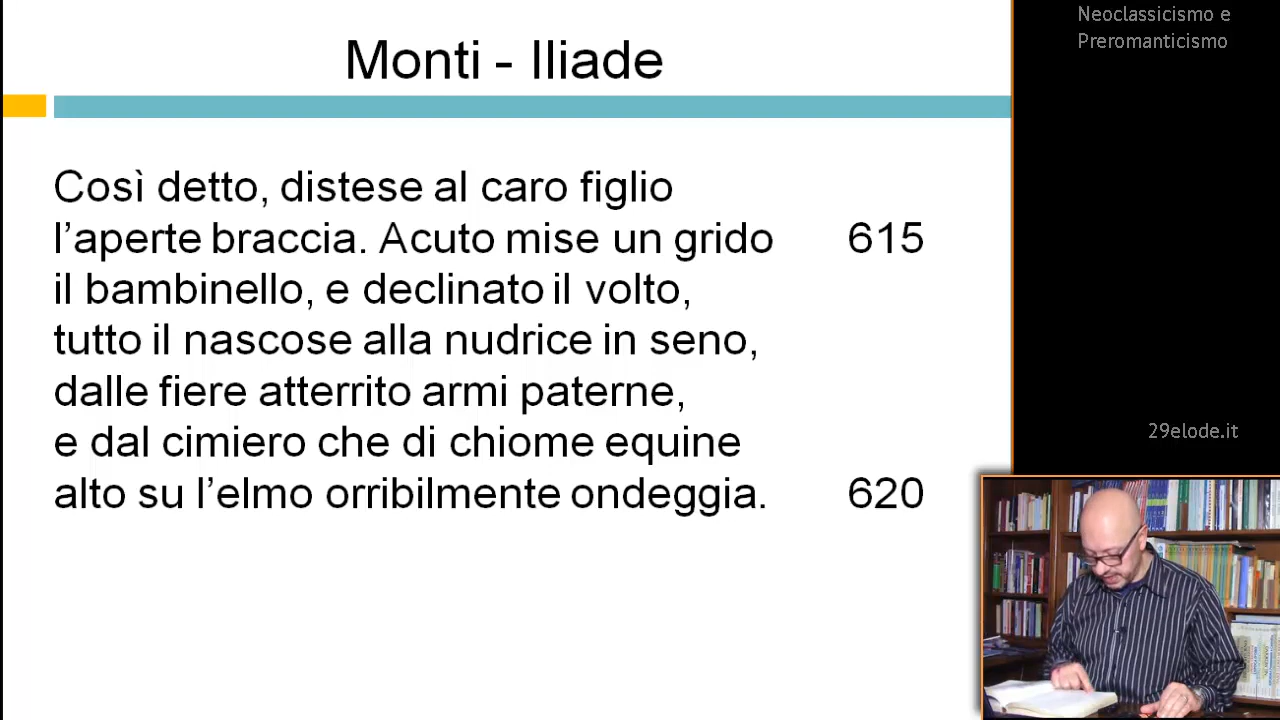 Monti - Iliade
Così detto, distese al caro figlio
l’aperte braccia. Acuto mise un grido 615
il bambinello, e declinato il volto,
tutto il nascose alla nudrice in seno,
dalle fiere atterrito armi paterne,
e dal cimiero che di chiome equine
alto su l’elmo orribilmente ondeggia. 620
Neoclassicismo e
Preromanticismo
29elode.it